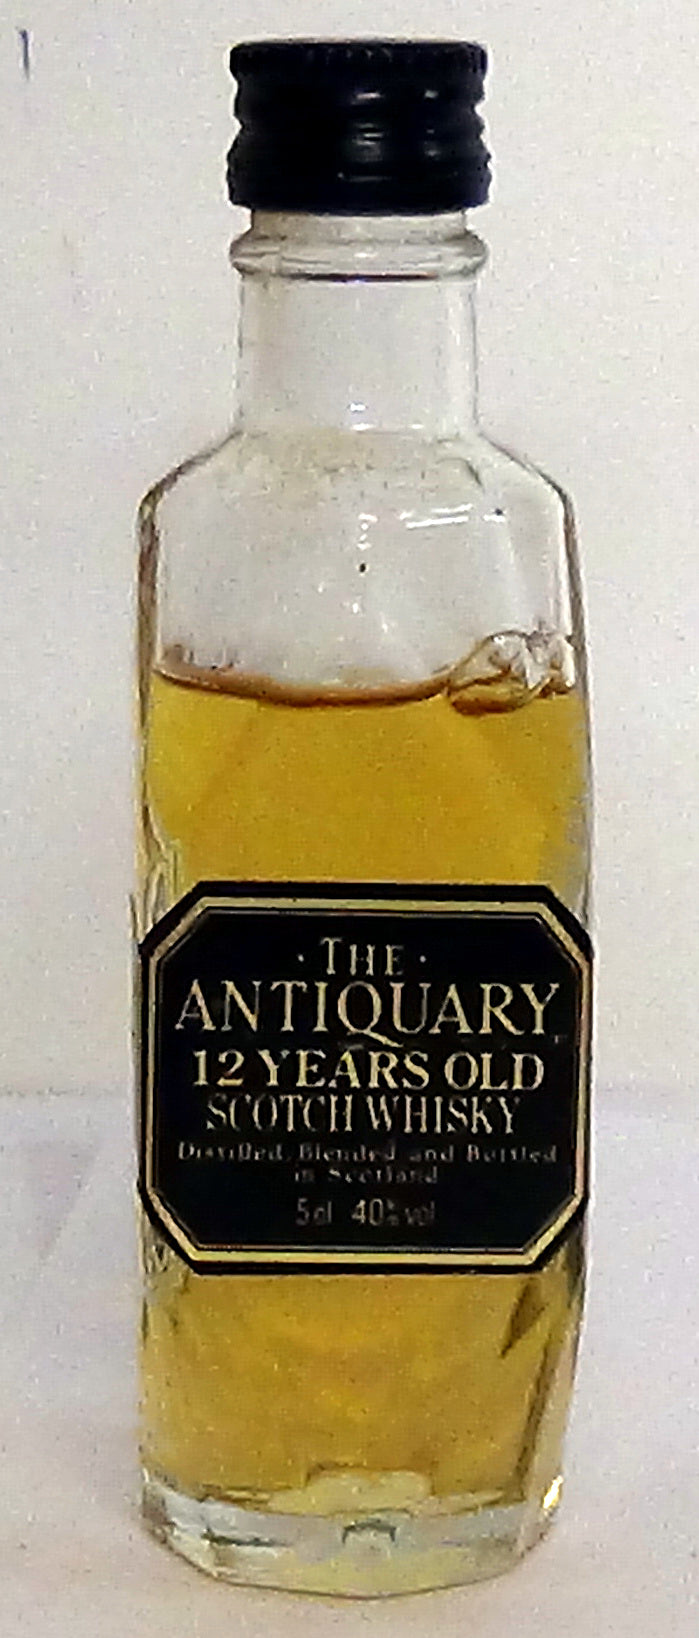 · THE ·
ANTIQUARY
12 YEARS OLD
SCOTCH WHISKY
Distilled, Blended and Bottled
in Scotland
5cl 40% vol